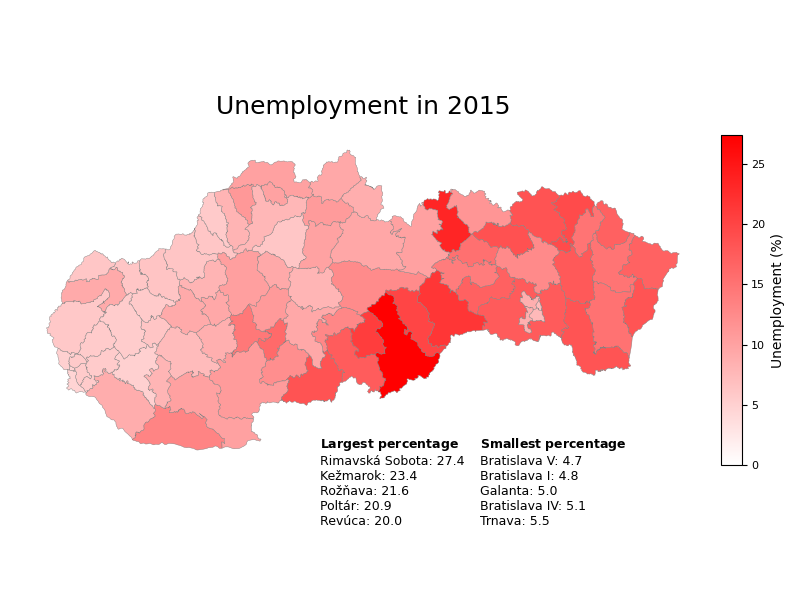 Unemployment in 2015
25
20
15
10
5
0
Unemployment (%)
Largest percentage
Rimavská Sobota: 27.4
Kežmarok: 23.4
Rožňava: 21.6
Poltár: 20.9
Revúca: 20.0
Smallest percentage
Bratislava V: 4.7
Bratislava I: 4.8
Galanta: 5.0
Bratislava IV: 5.1
Trnava: 5.5